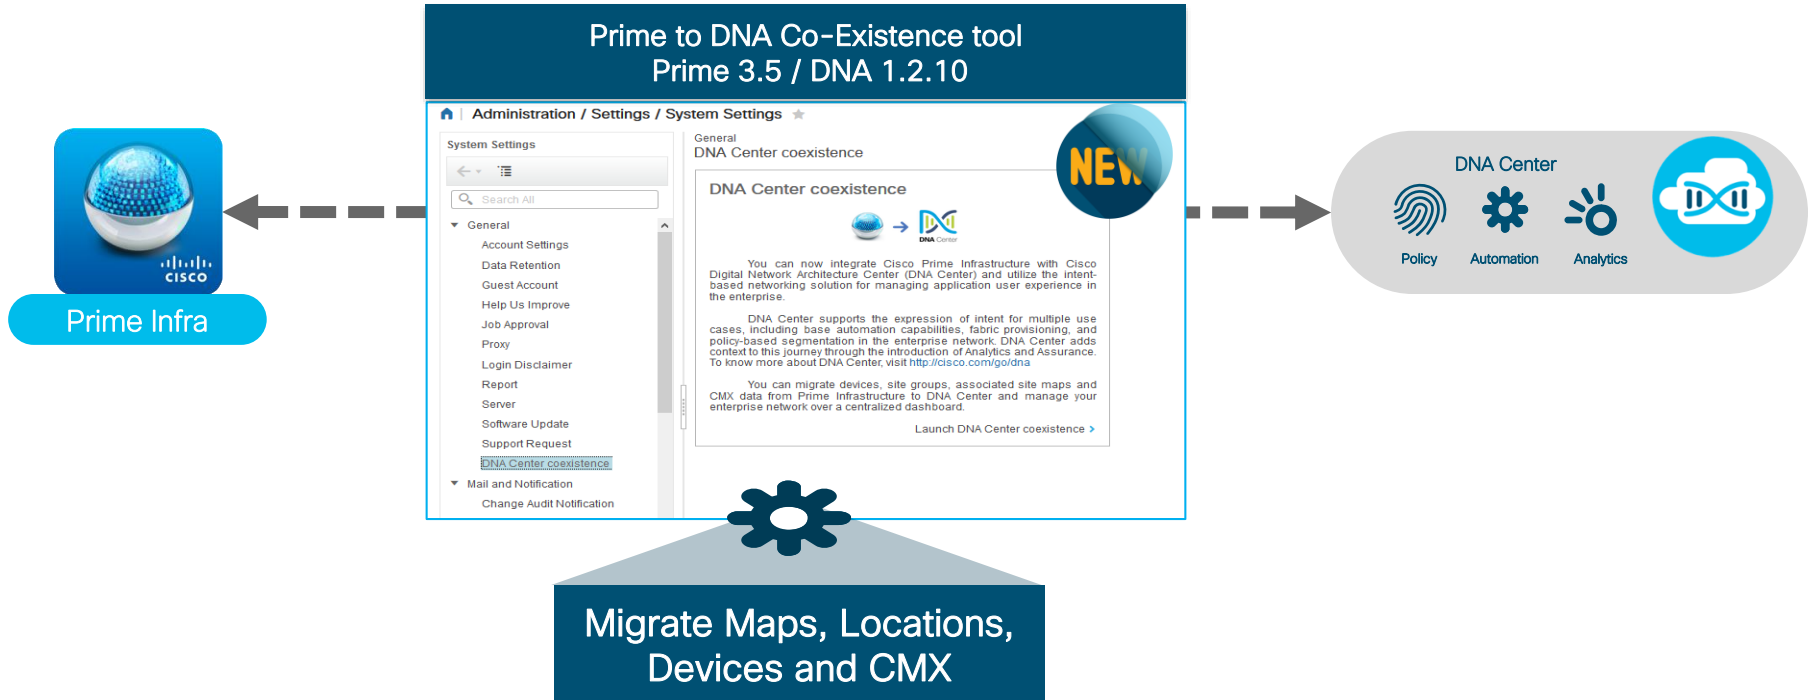 Prime to DNA Co-Existence tool
Prime 3.5 / DNA 1.2.10
Administration / Settings / System Settings
System Settings
Search All
General
Account Settings
Data Retention
Guest Account
Help Us Improve
Job Approval
Proxy
Login Disclaimer
Report
Server
Software Update
Support Request
DNA Center coexistence
Mail and Notification
Change Audit Notification
General
DNA Center coexistence
NEW
DNA Center coexistence
DNA Center
You can now integrate Cisco Prime Infrastructure with Cisco
Digital Network Architecture Center (DNA Center) and utilize the intent-
based networking solution for managing application user experience in
the enterprise.
DNA Center supports the expression of intent for multiple use
cases, including base automation capabilities, fabric provisioning, and
policy-based segmentation in the enterprise network. DNA Center adds
context to this journey through the introduction of Analytics and Assurance.
To know more about DNA Center, visit http://cisco.com/go/dna
You can migrate devices, site groups, associated site maps and
CMX data from Prime Infrastructure to DNA Center and manage your
enterprise network over a centralized dashboard.
Launch DNA Center coexistence >
CISCO
Prime Infra
DNA Center
Policy
Automation
Analytics
Migrate Maps, Locations,
Devices and CMX